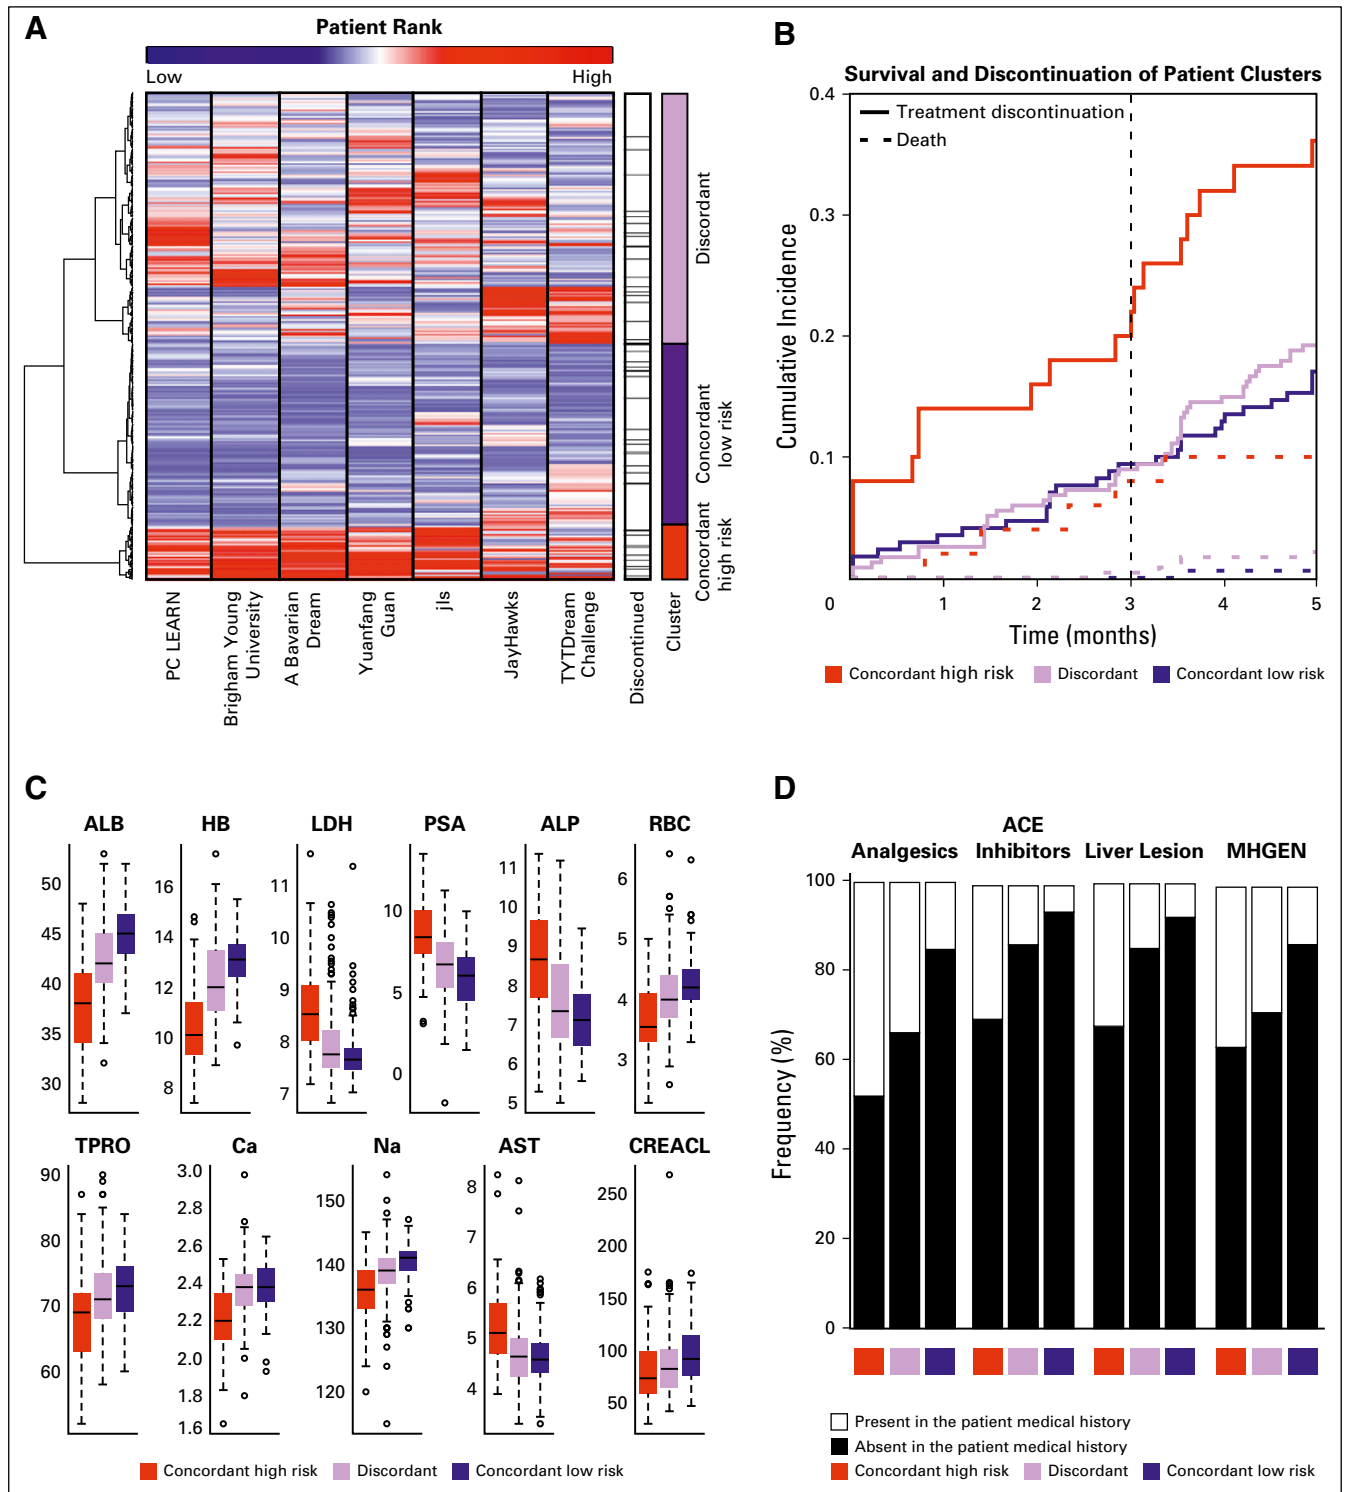 A
Patient Rank
Low
High
Discordant
Concordant
low risk
Concordant
high risk
PC LEARN
Brigham Young
University
A Bavarian
Dream
Yuanfang
Guan
jls
JayHawks
TYTDream
Challenge
Discontinued
Cluster
B
Survival and Discontinuation of Patient Clusters
Treatment discontinuation
Death
Cumulative Incidence
0.4
0.3
0.2
0.1
0 1 2 3 4 5
Time (months)
Concordant high risk Discordant Concordant low risk
C
ALB HB LDH PSA ALP RBC
50
45
40
35
30
16
14
12
10
8
11
10
9
8
7
10
5
0
11
10
9
8
7
6
5
6
5
4
3
TPRO Ca Na AST CREACL
90
80
70
60
3.0
2.8
2.6
2.4
2.2
2.0
1.8
1.6
150
140
130
120
8
7
6
5
4
250
200
150
100
50
Concordant high risk Discordant Concordant low risk
D
Analgesics
ACE
Inhibitors
Liver Lesion
MHGEN
Frequency (%)
100
80
60
40
20
0
Present in the patient medical history
Absent in the patient medical history
Concordant high risk Discordant Concordant low risk